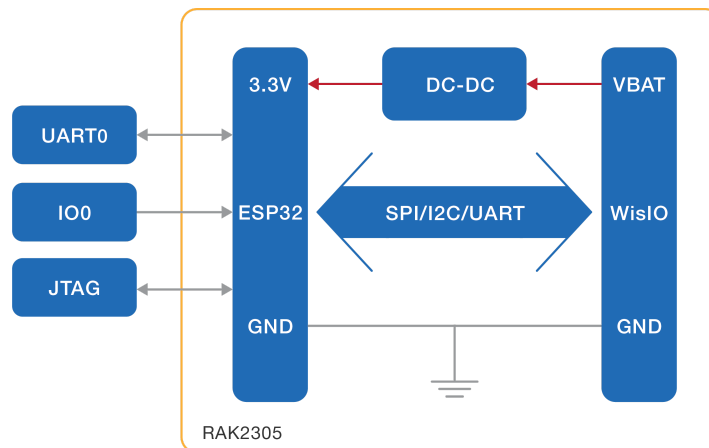 3.3V
DC-DC
VBAT
UART0
IO0
ESP32
SPI/I2C/UART
WisIO
JTAG
GND
GND
RAK2305